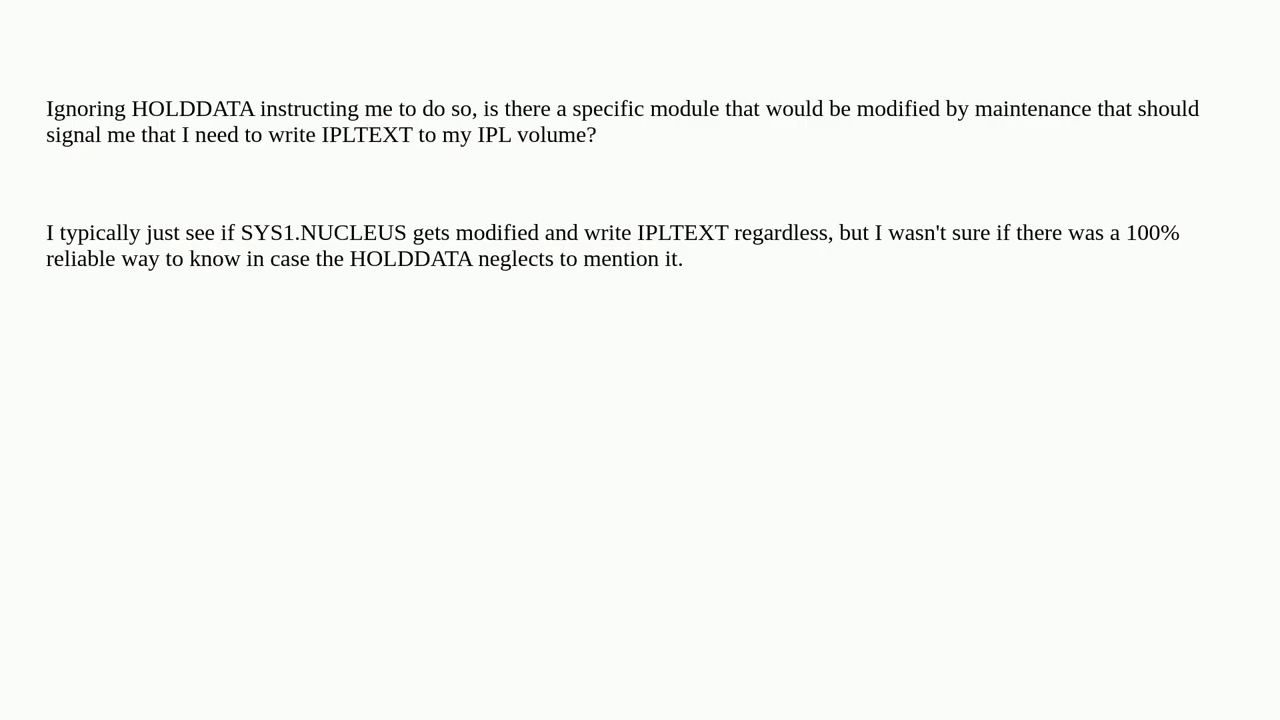 Ignoring HOLDDATA instructing me to do so, is there a specific module that would be modified by maintenance that should
signal me that I need to write IPLTEXT to my IPL volume?
I typically just see if SYS1.NUCLEUS gets modified and write IPLTEXT regardless, but I wasn't sure if there was a 100%
reliable way to know in case the HOLDDATA neglects to mention it.